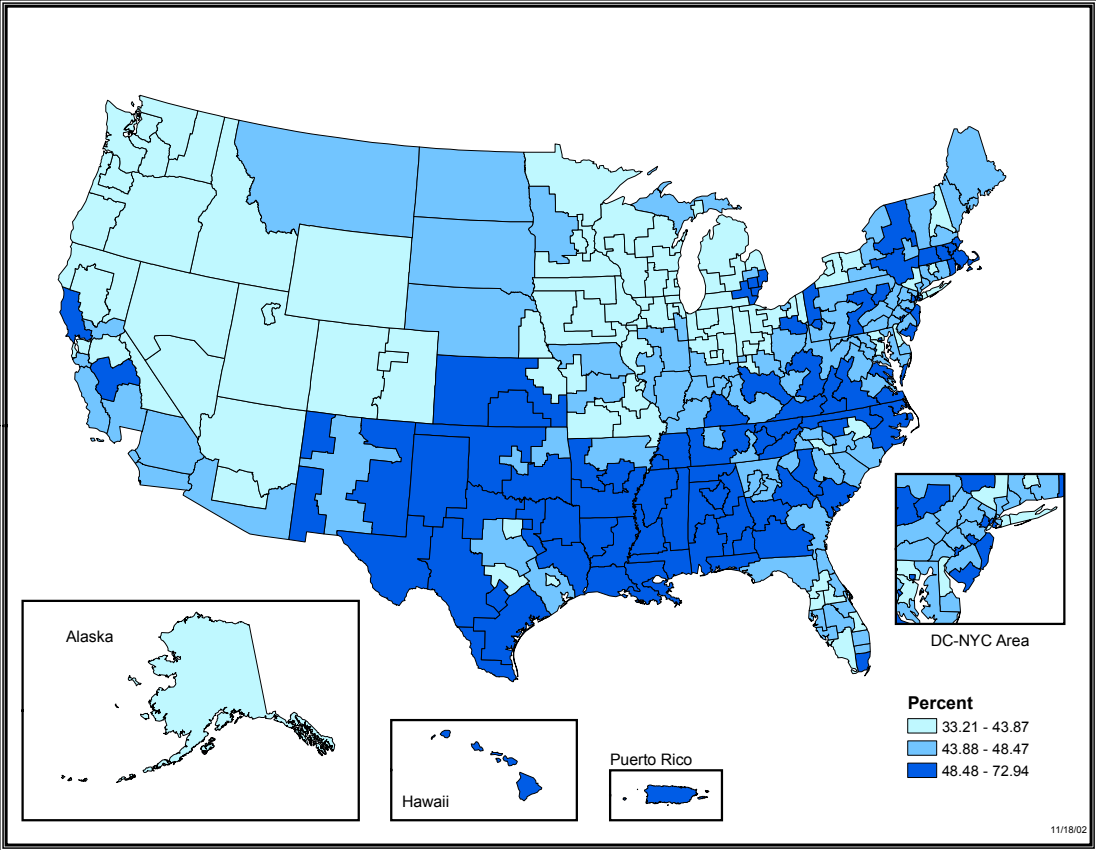 Alaska
Hawaii
Puerto Rico
DC-NYC Area
Percent
33.21 - 43.87
43.88 - 48.47
48.48 - 72.94
11/18/02